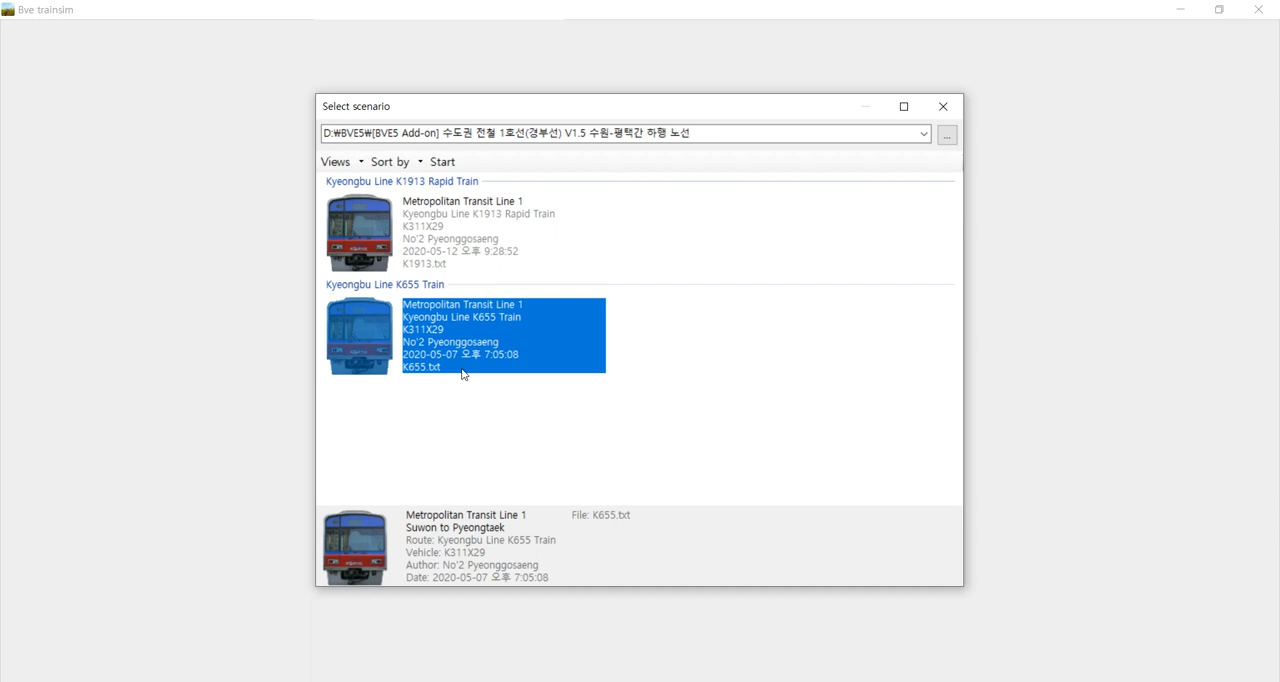 Bve trainsim
Select scenario
D:₩BVE5₩[BVE5 Add-on] 수도권 전철 1호선(경부선) V1.5 수원-평택간 하행 노선
...
Views Sort by Start
Kyeongbu Line K1913 Rapid Train
Metropolitan Transit Line 1
Kyeongbu Line K1913 Rapid Train
K311X29
No'2 Pyeonggosaeng
2020-05-12 오후 9:28:52
K1913.txt
Kyeongbu Line K655 Train
Metropolitan Transit Line 1
Kyeongbu Line K655 Train
K311X29
No'2 Pyeonggosaeng
2020-05-07 오후 7:05:08
K655.txt
Metropolitan Transit Line 1 File: K655.txt
Suwon to Pyeongtaek
Route: Kyeongbu Line K655 Train
Vehicle: K311X29
Author: No'2 Pyeonggosaeng
Date: 2020-05-07 오후 7:05:08